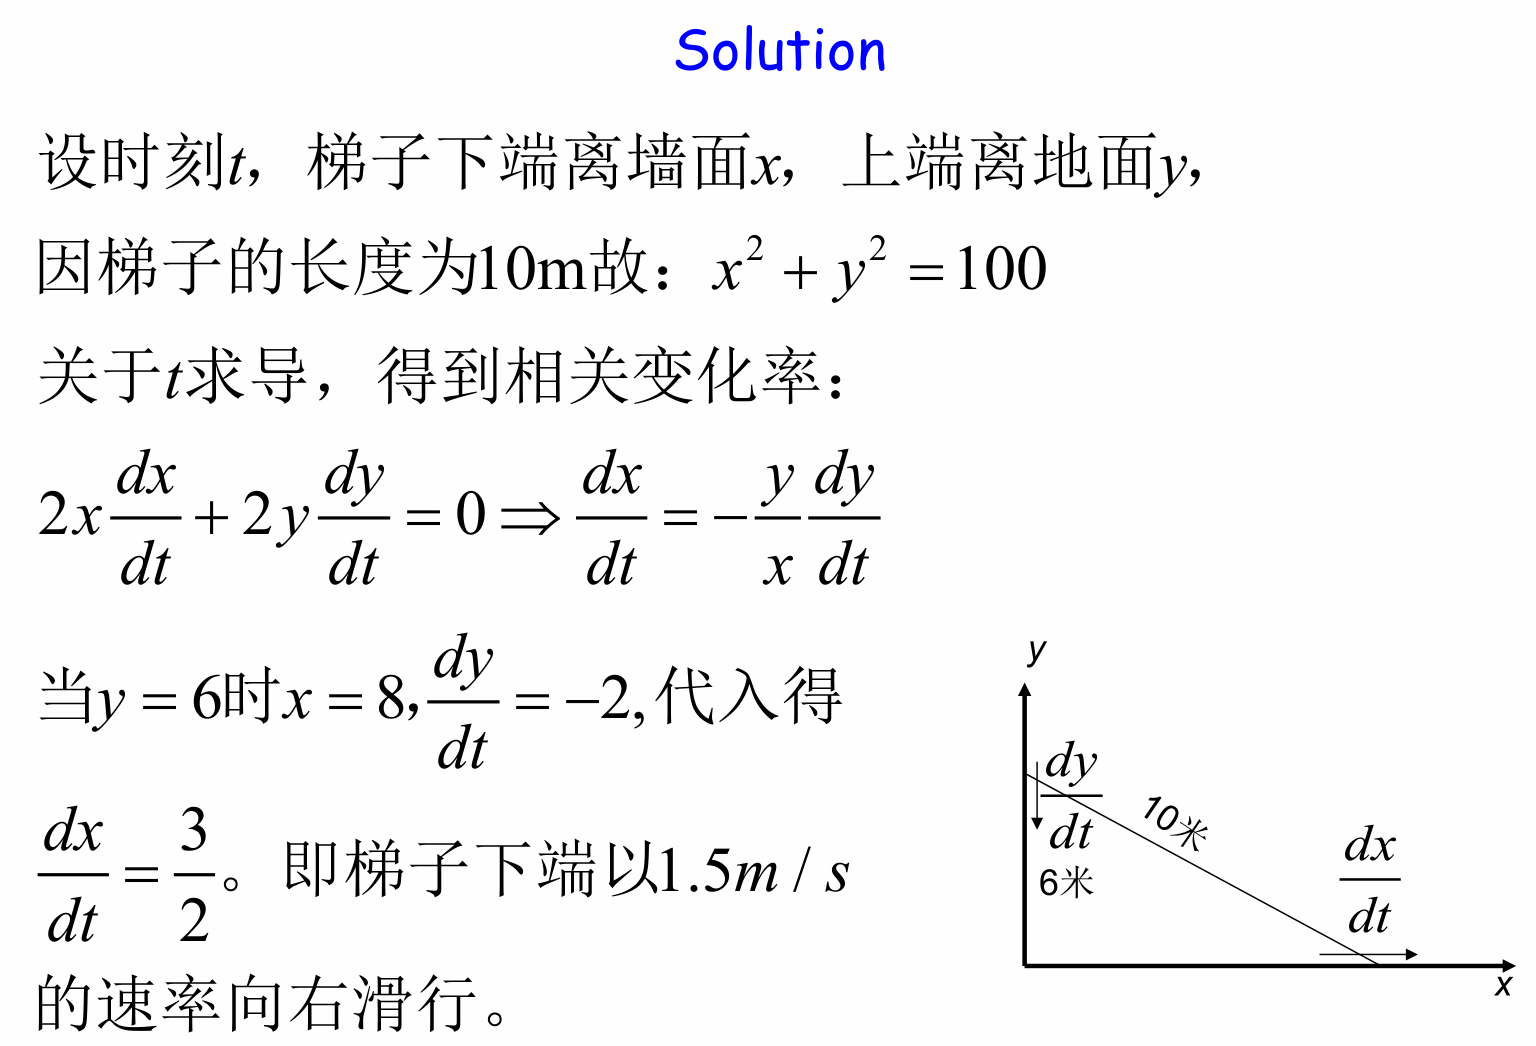 Solution
设时刻t，梯子下端离墙面x，上端离地面y，
因梯子的长度为10m故：x² + y² = 100
关于t求导，得到相关变化率：
2x dx/dt + 2y dy/dt = 0 ⇒ dx/dt = − y/x dy/dt
当y = 6时x = 8，dy/dt = −2, 代入得
dx/dt = 3/2。即梯子下端以1.5m / s
的速率向右滑行。
y
dy/dt
10米
6米
dx/dt
x